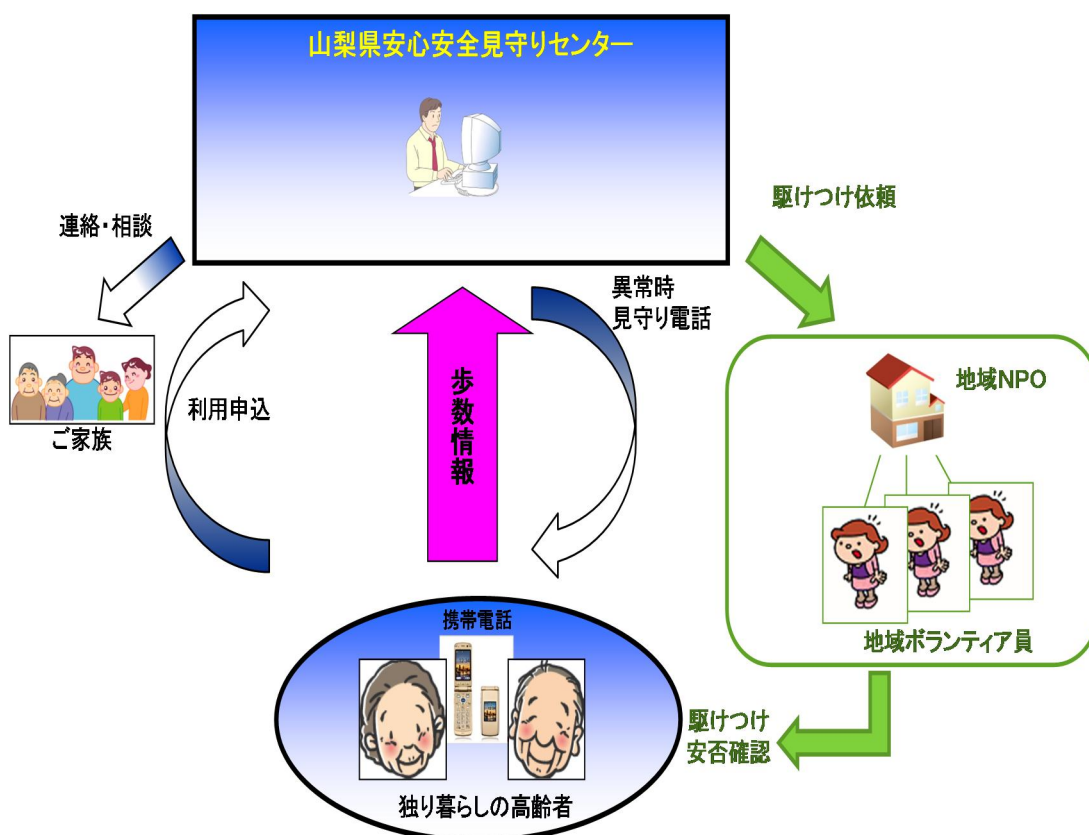 山梨県安心安全見守りセンター
連絡・相談
駆けつけ依頼
異常時
見守り電話
ご家族
利用申込
歩数情報
地域NPO
地域ボランティア員
携帯電話
独り暮らしの高齢者
駆けつけ
安否確認